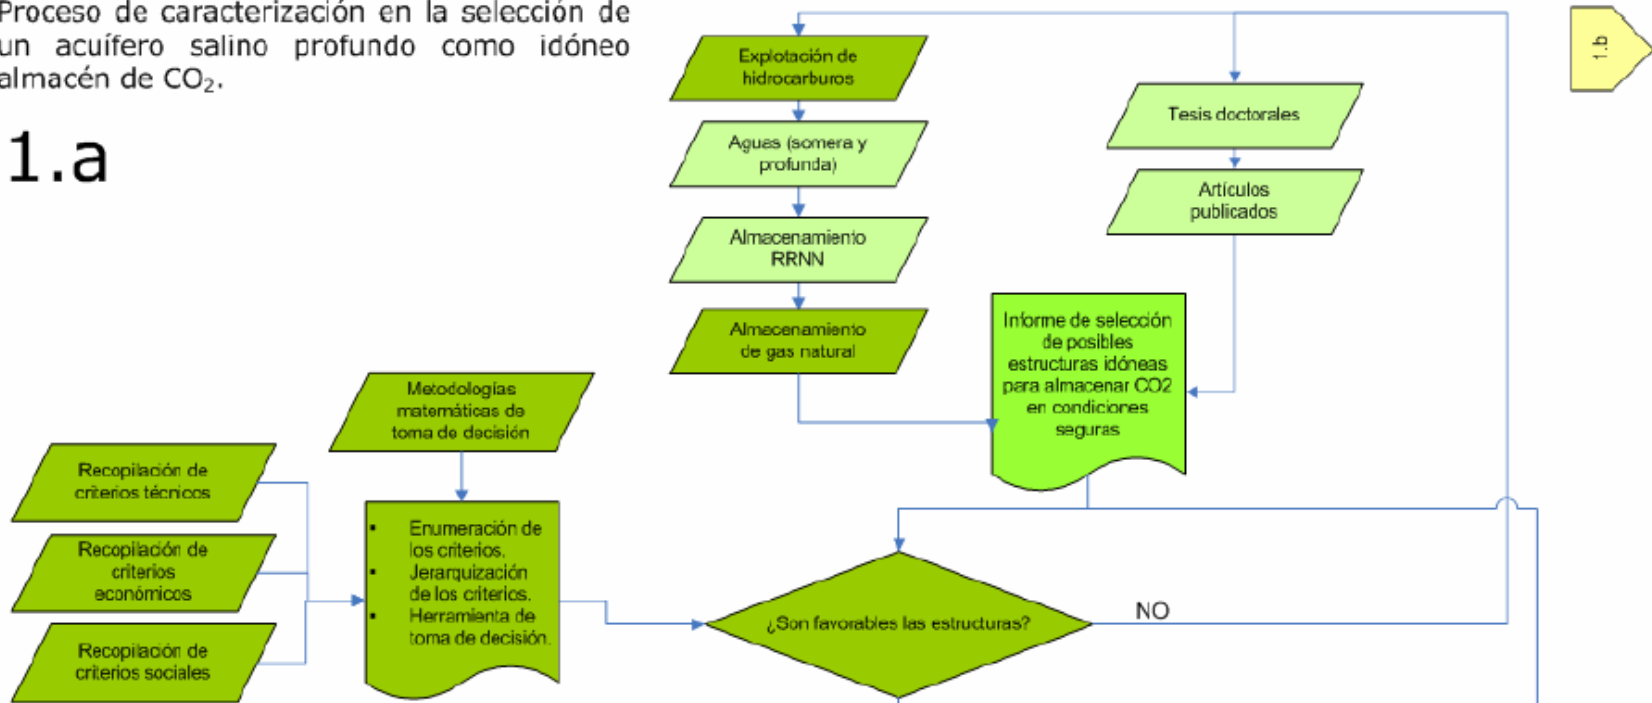 Proceso de caracterización en la selección de
un acuífero salino profundo como idóneo
almacén de CO₂.
1.a
1.b
Explotación de
hidrocarburos
Aguas (somera y
profunda)
Almacenamiento
RRNN
Almacenamiento
de gas natural
Tesis doctorales
Artículos
publicados
Informe de selección
de posibles
estructuras idóneas
para almacenar CO2
en condiciones
seguras
Metodologías
matemáticas de
toma de decisión
Recopilación de
criterios técnicos
Recopilación de
criterios
económicos
Recopilación de
criterios sociales
▪ Enumeración de
los criterios.
▪ Jerarquización
de los criterios.
▪ Herramienta de
toma de decisión.
¿Son favorables las estructuras?
NO